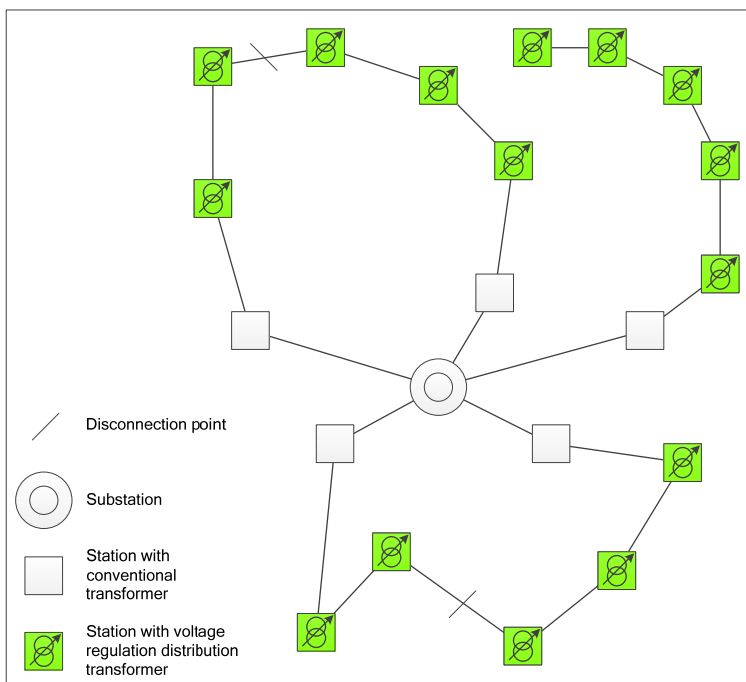 Disconnection point
Substation
Station with
conventional
transformer
Station with voltage
regulation distribution
transformer